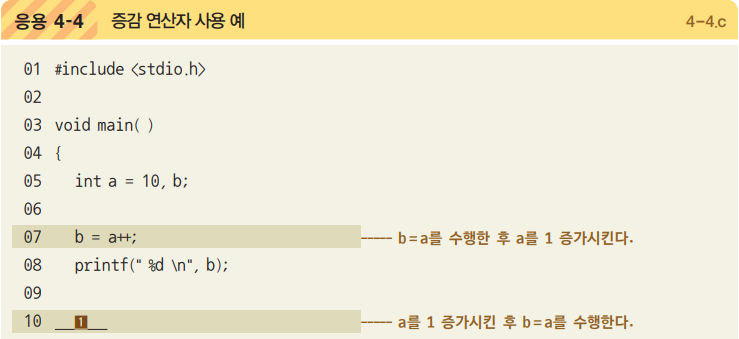 응용 4-4 증감 연산자 사용 예 4-4.c
01 #include <stdio.h>
02
03 void main( )
04 {
05 int a = 10, b;
06
07 b = a++; ----- b=a를 수행한 후 a를 1 증가시킨다.
08 printf(" %d \n", b);
09
10 __1__ ----- a를 1 증가시킨 후 b=a를 수행한다.